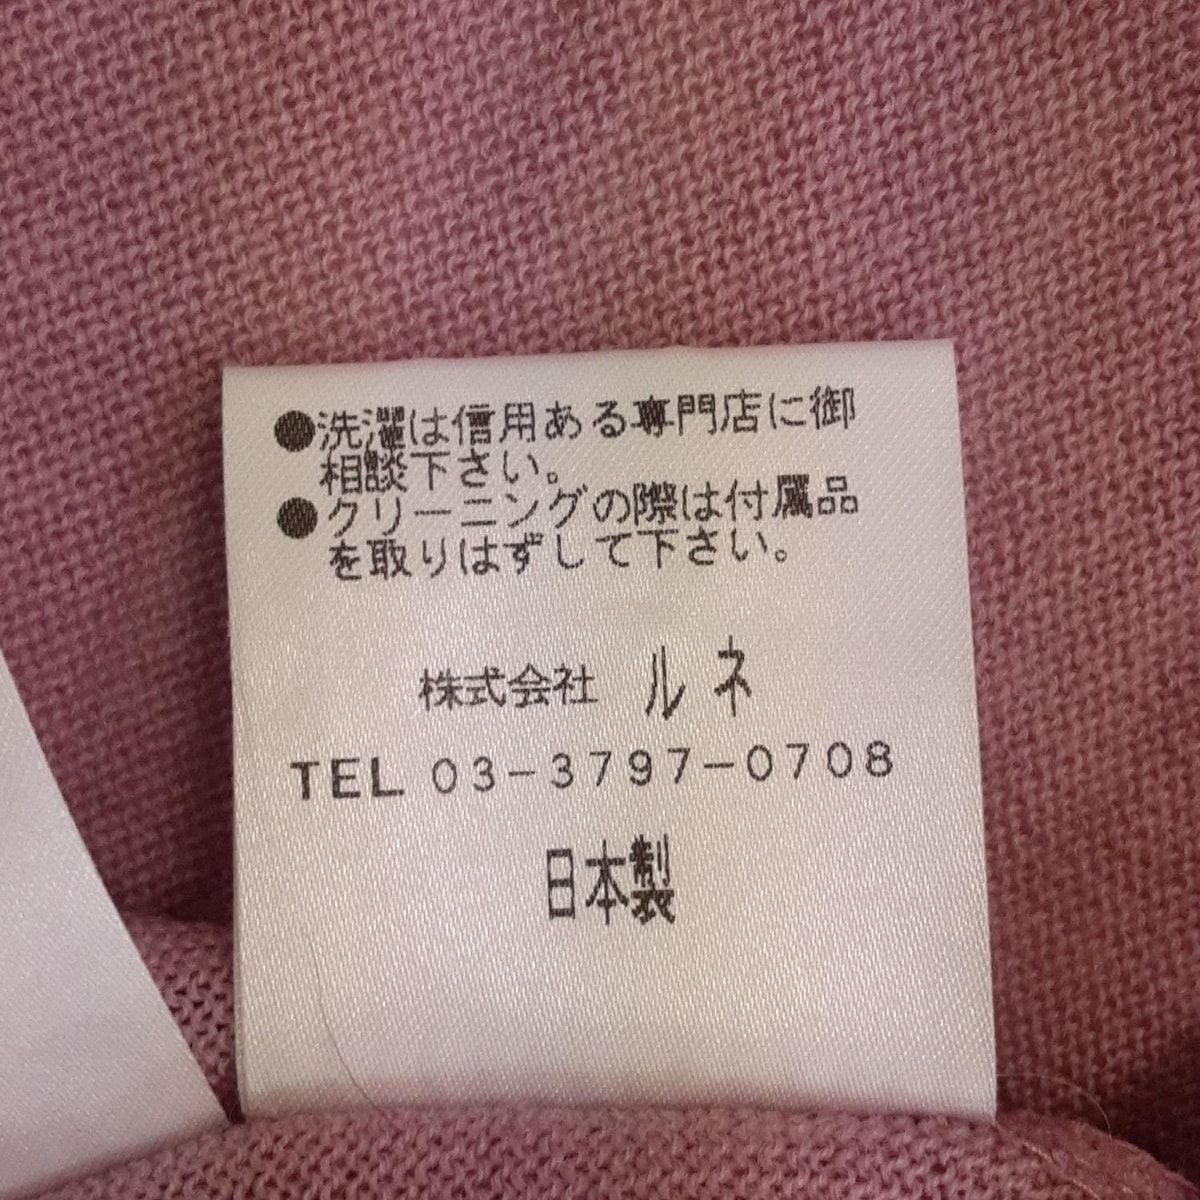 ●洗濯は信用ある専門店に御
相談下さい。
●クリーニングの際は付属品
を取りはずして下さい。
株式会社 ルネ
TEL 03-3797-0708
日本製